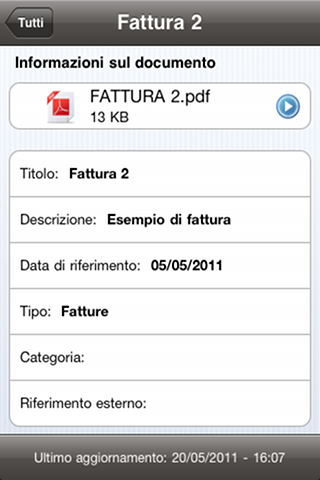 Tutti
Fattura 2
Informazioni sul documento
FATTURA 2.pdf
13 KB
Titolo: Fattura 2
Descrizione: Esempio di fattura
Data di riferimento: 05/05/2011
Tipo: Fatture
Categoria:
Riferimento esterno:
Ultimo aggiornamento: 20/05/2011 - 16:07